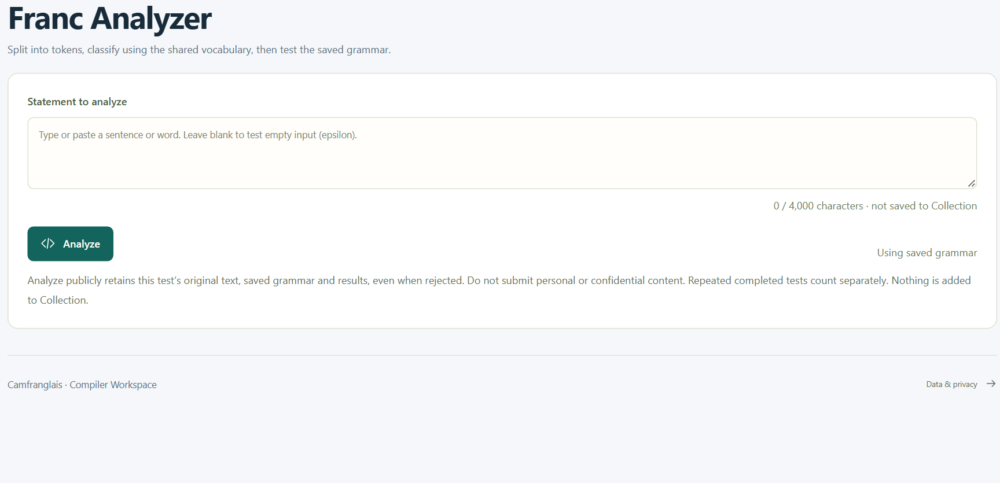 Franc Analyzer
Split into tokens, classify using the shared vocabulary, then test the saved grammar.
Statement to analyze
Type or paste a sentence or word. Leave blank to test empty input (epsilon).
0 / 4,000 characters · not saved to Collection
</> Analyze
Using saved grammar
Analyze publicly retains this test’s original text, saved grammar and results, even when rejected. Do not submit personal or confidential content. Repeated completed tests count separately. Nothing is added
to Collection.
Camfranglais · Compiler Workspace
Data & privacy →